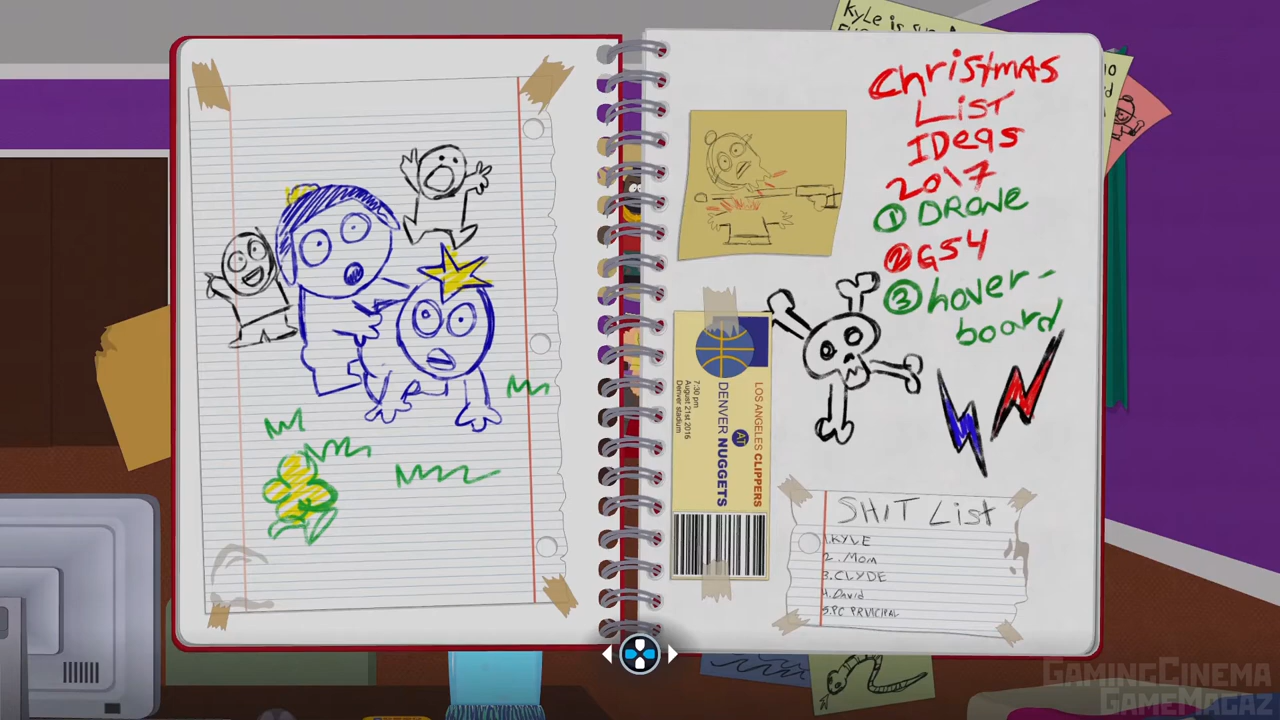 Kyle is
Christmas
List
IDeas
2017
① DRONE
② GS4
③ hover-
board
LOS ANGELES CLIPPERS
AT
DENVER NUGGETS
7:30 pm
August 21st 2016
Denver stadium
SHIT List
1. KYLE
2. Mom
3. CLYDE
4. David
5. PC PRVICIPAL
GAMINGCINEMA
GAMEMAGAZ